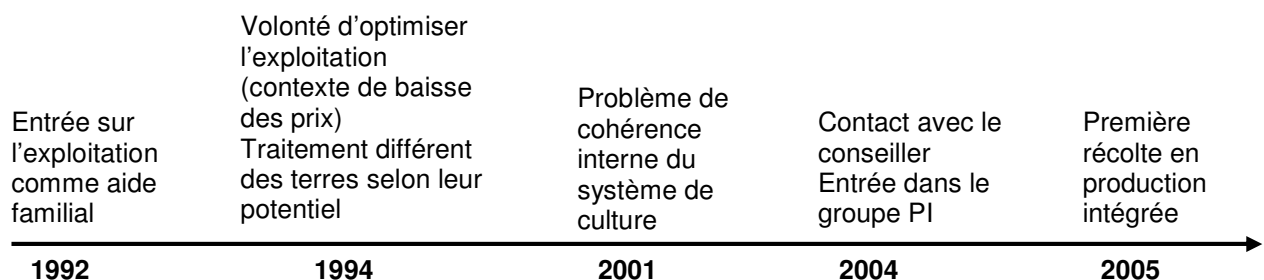 Entrée sur
l'exploitation
comme aide
familial
Volonté d'optimiser
l'exploitation
(contexte de baisse
des prix)
Traitement différent
des terres selon leur
potentiel
Problème de
cohérence
interne du
système de
culture
Contact avec le
conseiller
Entrée dans le
groupe PI
Première
récolte en
production
intégrée
1992
1994
2001
2004
2005